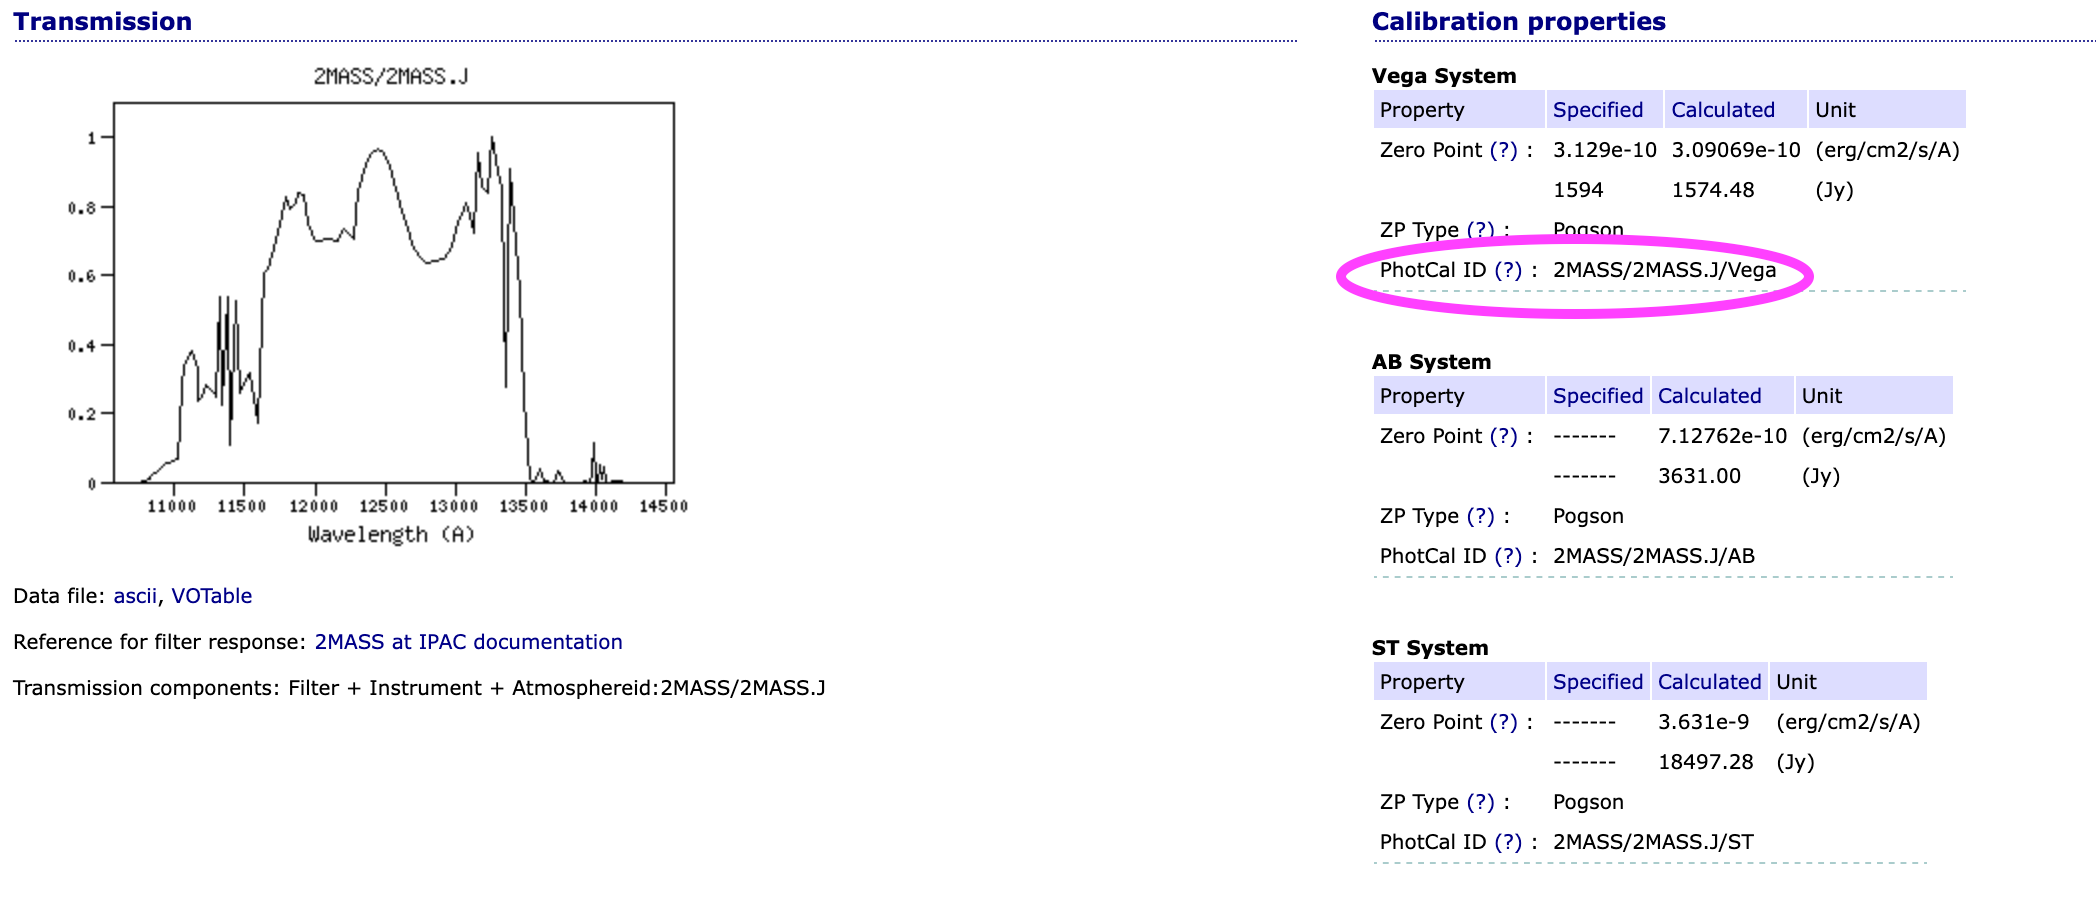 Transmission
2MASS/2MASS.J
1
0.8
0.6
0.4
0.2
0
11000 11500 12000 12500 13000 13500 14000 14500
Wavelength (A)
Data file: ascii, VOTable
Reference for filter response: 2MASS at IPAC documentation
Transmission components: Filter + Instrument + Atmosphereid:2MASS/2MASS.J
Calibration properties
Vega System
Property Specified Calculated Unit
Zero Point (?) : 3.129e-10 3.09069e-10 (erg/cm2/s/A)
1594 1574.48 (Jy)
ZP Type (?) : Pogson
PhotCal ID (?) : 2MASS/2MASS.J/Vega
AB System
Property Specified Calculated Unit
Zero Point (?) : ------- 7.12762e-10 (erg/cm2/s/A)
------- 3631.00 (Jy)
ZP Type (?) : Pogson
PhotCal ID (?) : 2MASS/2MASS.J/AB
ST System
Property Specified Calculated Unit
Zero Point (?) : ------- 3.631e-9 (erg/cm2/s/A)
------- 18497.28 (Jy)
ZP Type (?) : Pogson
PhotCal ID (?) : 2MASS/2MASS.J/ST